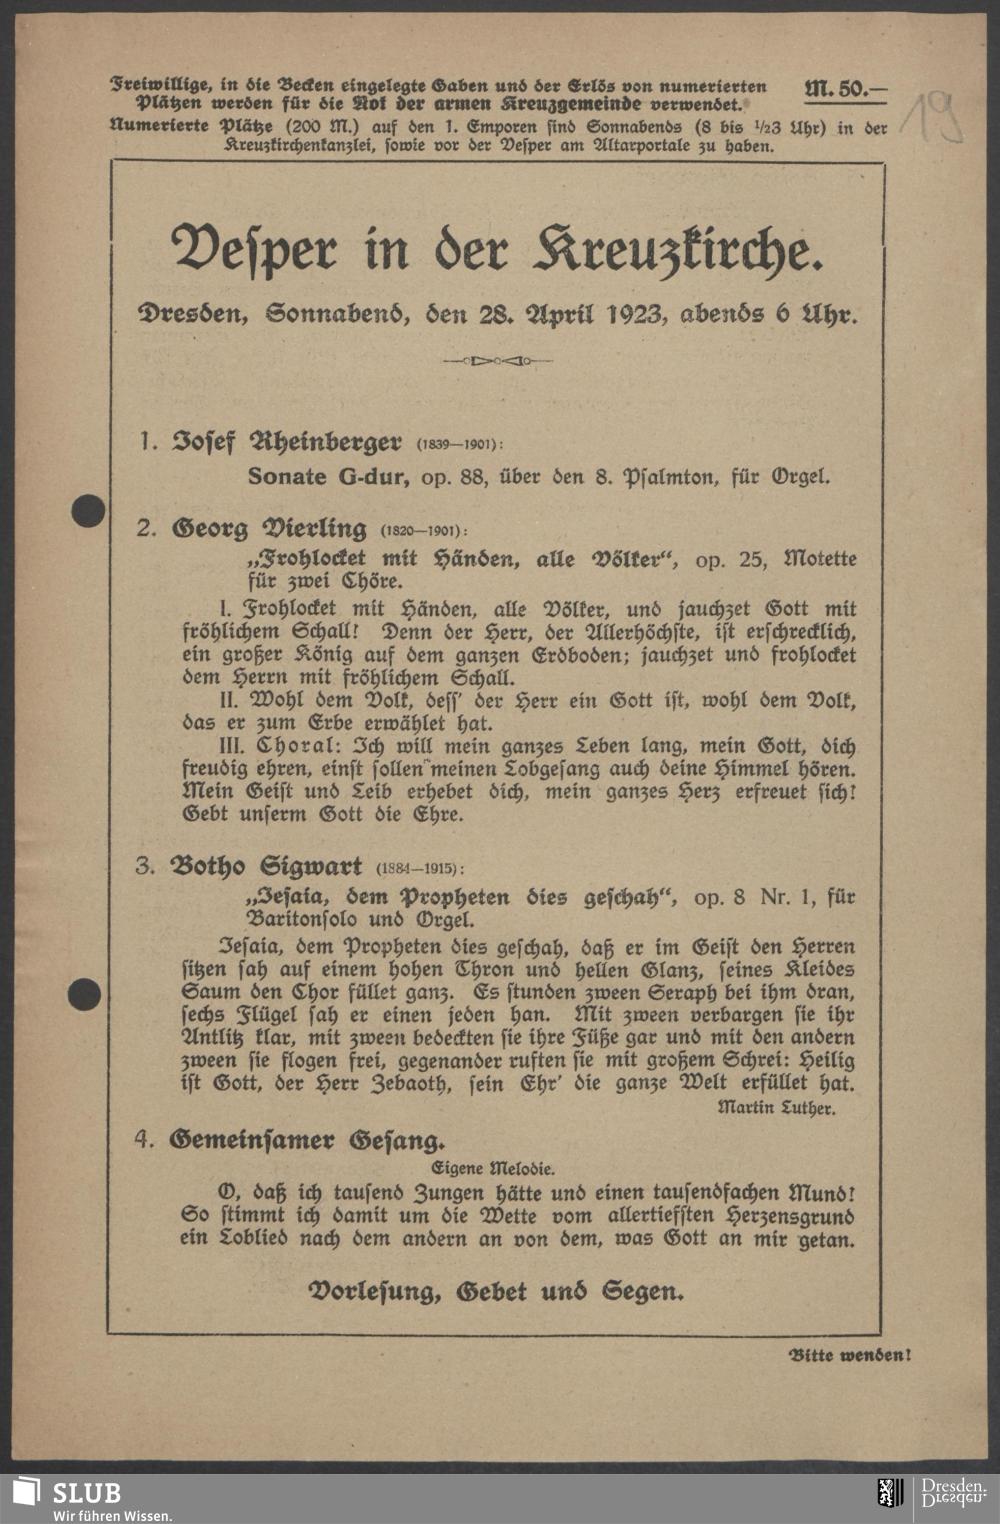 Freiwillige, in die Becken eingelegte Gaben und der Erlös von numerierten
Plätzen werden für die Not der armen Kreuzgemeinde verwendet.
M. 50.—
19
Numerierte Plätze (200 M.) auf den 1. Emporen sind Sonnabends (8 bis 1/23 Uhr) in der
Kreuzkirchenkanzlei, sowie vor der Vesper am Altarportale zu haben.
Vesper in der Kreuzkirche.
Dresden, Sonnabend, den 28. April 1923, abends 6 Uhr.
1. Josef Rheinberger (1839—1901):
Sonate G-dur, op. 88, über den 8. Psalmton, für Orgel.
2. Georg Vierling (1820—1901):
„Frohlocket mit Händen, alle Völker“, op. 25, Motette
für zwei Chöre.
I. Frohlocket mit Händen, alle Völker, und jauchzet Gott mit
fröhlichem Schall! Denn der Herr, der Allerhöchste, ist erschrecklich,
ein großer König auf dem ganzen Erdboden; jauchzet und frohlocket
dem Herrn mit fröhlichem Schall.
II. Wohl dem Volk, dess' der Herr ein Gott ist, wohl dem Volk,
das er zum Erbe erwählet hat.
III. Choral: Ich will mein ganzes Leben lang, mein Gott, dich
freudig ehren, einst sollen meinen Lobgesang auch deine Himmel hören.
Mein Geist und Leib erhebet dich, mein ganzes Herz erfreuet sich!
Gebt unserm Gott die Ehre.
3. Botho Sigwart (1884—1915):
„Jesaia, dem Propheten dies geschah“, op. 8 Nr. 1, für
Baritonsolo und Orgel.
Jesaia, dem Propheten dies geschah, daß er im Geist den Herren
sitzen sah auf einem hohen Thron und hellen Glanz, seines Kleides
Saum den Chor füllet ganz. Es stunden zween Seraph bei ihm dran,
sechs Flügel sah er einen jeden han. Mit zween verbargen sie ihr
Antlitz klar, mit zween bedeckten sie ihre Füße gar und mit den andern
zween sie flogen frei, gegenander ruften sie mit großem Schrei: Heilig
ist Gott, der Herr Zebaoth, sein Ehr' die ganze Welt erfüllet hat.
Martin Luther.
4. Gemeinsamer Gesang.
Eigene Melodie.
O, daß ich tausend Zungen hätte und einen tausendfachen Mund!
So stimmt ich damit um die Wette vom allertiefsten Herzensgrund
ein Loblied nach dem andern an von dem, was Gott an mir getan.
Vorlesung, Gebet und Segen.
Bitte wenden!
SLUB
Wir führen Wissen.
Dresden.
Dresden.